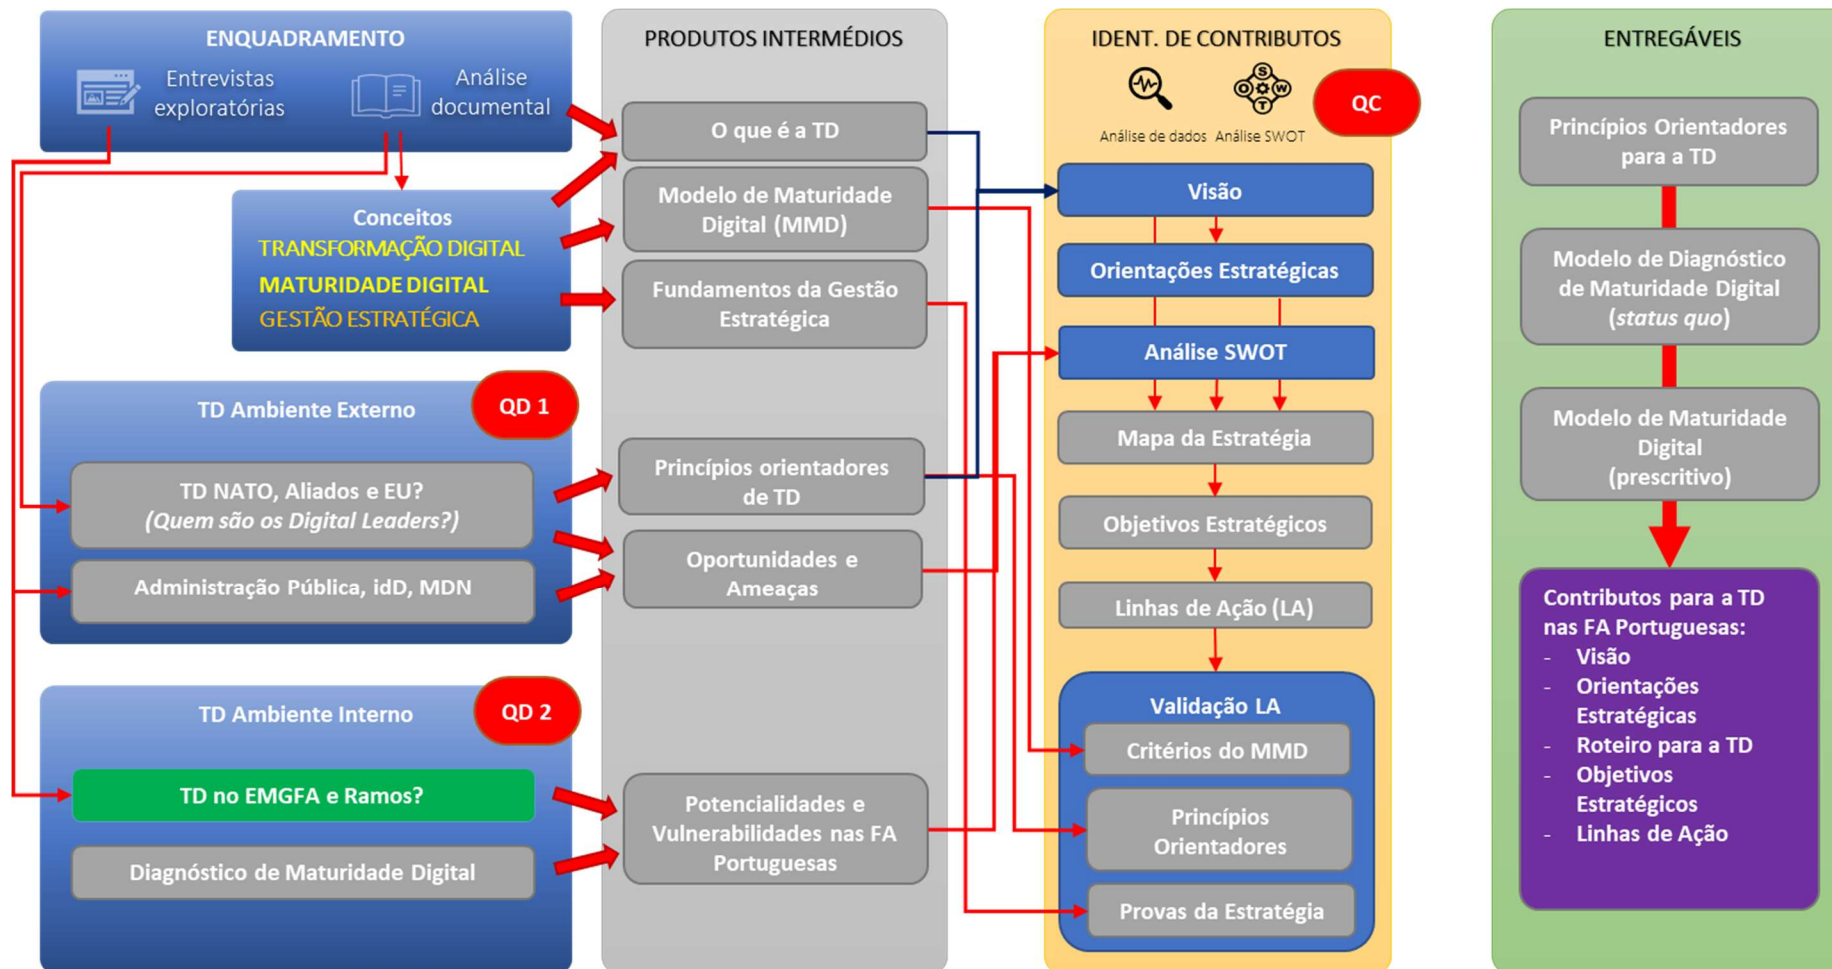 ENQUADRAMENTO
Entrevistas
exploratórias
Análise
documental
Conceitos
TRANSFORMAÇÃO DIGITAL
MATURIDADE DIGITAL
GESTÃO ESTRATÉGICA
TD Ambiente Externo
QD 1
TD NATO, Aliados e EU?
(Quem são os Digital Leaders?)
Administração Pública, idD, MDN
TD Ambiente Interno
QD 2
TD no EMGFA e Ramos?
Diagnóstico de Maturidade Digital
PRODUTOS INTERMÉDIOS
O que é a TD
Modelo de Maturidade
Digital (MMD)
Fundamentos da Gestão
Estratégica
Princípios orientadores
de TD
Oportunidades e
Ameaças
Potencialidades e
Vulnerabilidades nas FA
Portuguesas
IDENT. DE CONTRIBUTOS
S
O
W
T
QC
Análise de dados
Análise SWOT
Visão
Orientações Estratégicas
Análise SWOT
Mapa da Estratégia
Objetivos Estratégicos
Linhas de Ação (LA)
Validação LA
Critérios do MMD
Princípios
Orientadores
Provas da Estratégia
ENTREGÁVEIS
Princípios Orientadores
para a TD
Modelo de Diagnóstico
de Maturidade Digital
(status quo)
Modelo de Maturidade
Digital
(prescritivo)
Contributos para a TD
nas FA Portuguesas:
- Visão
- Orientações
Estratégicas
- Roteiro para a TD
- Objetivos
Estratégicos
- Linhas de Ação